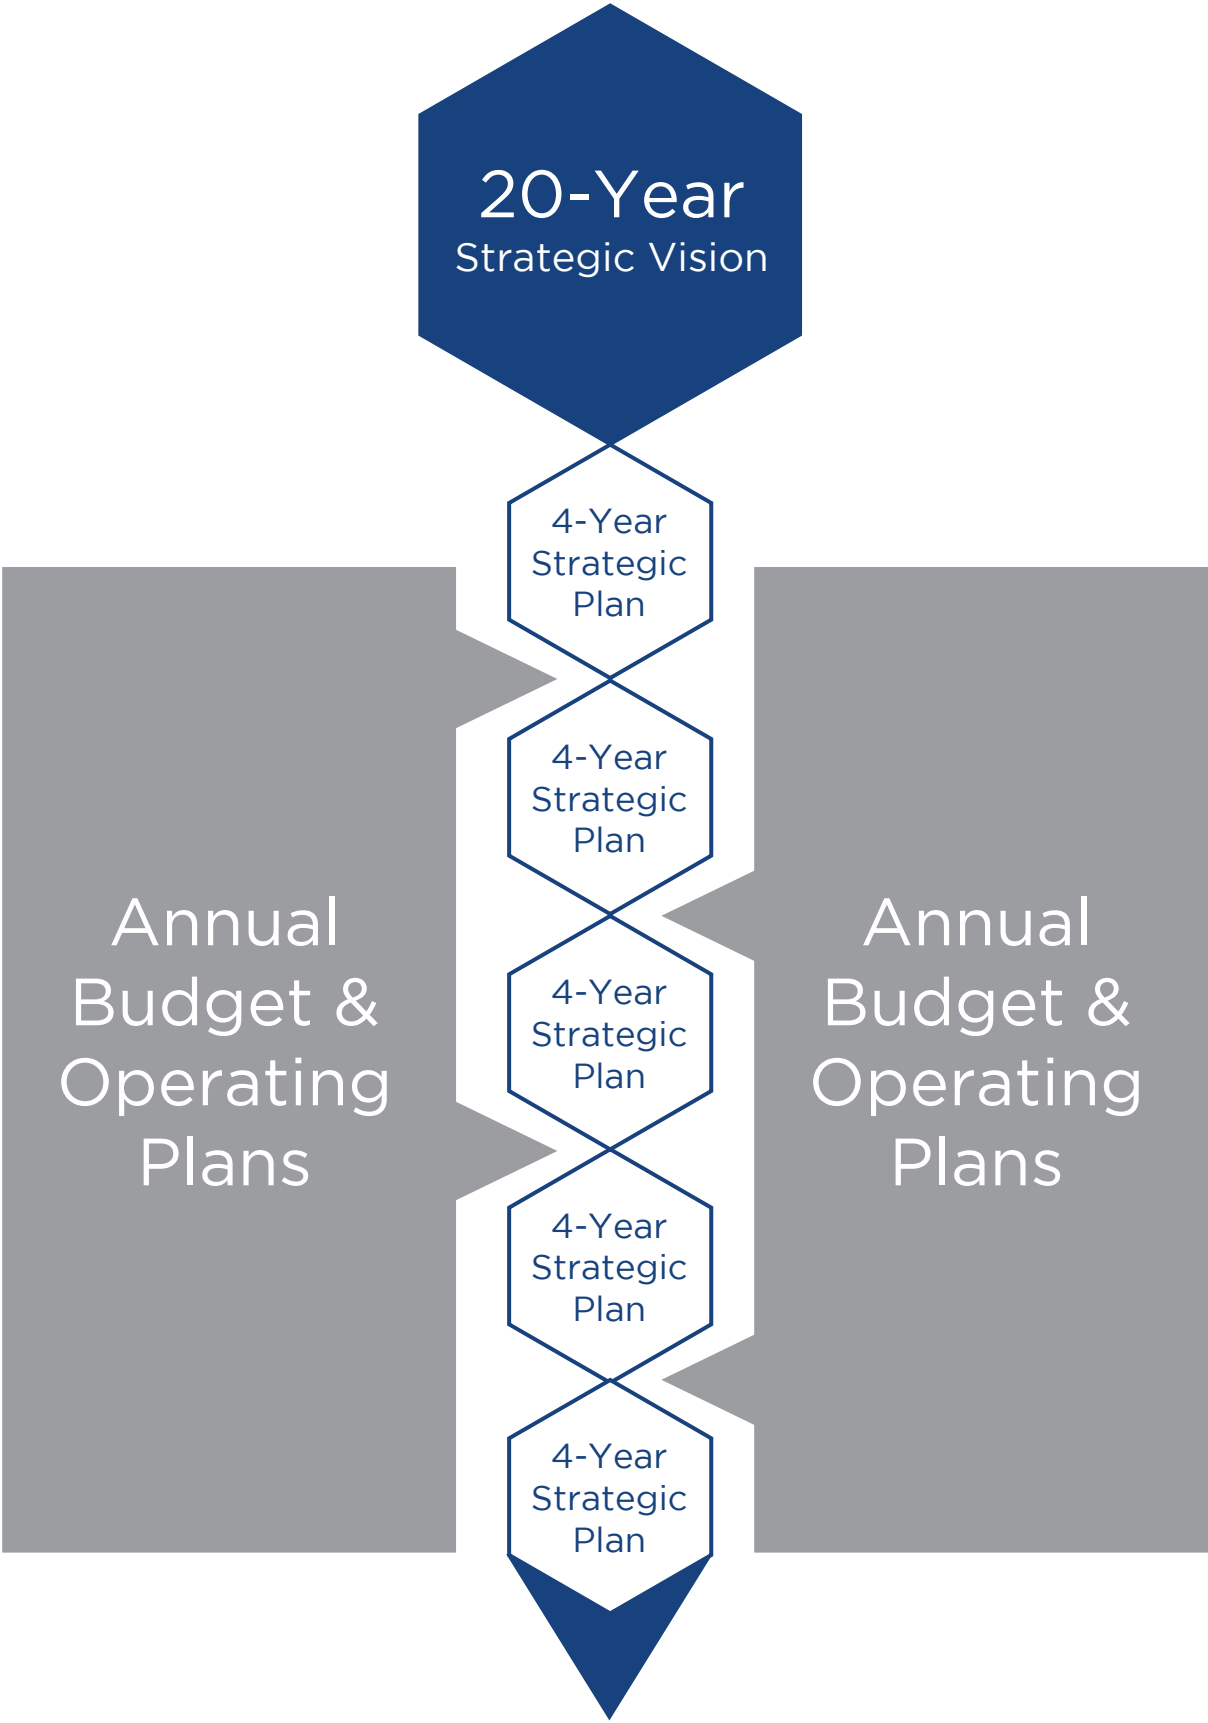 20-Year
Strategic Vision
4-Year
Strategic
Plan
4-Year
Strategic
Plan
4-Year
Strategic
Plan
4-Year
Strategic
Plan
4-Year
Strategic
Plan
Annual
Budget &
Operating
Plans
Annual
Budget &
Operating
Plans